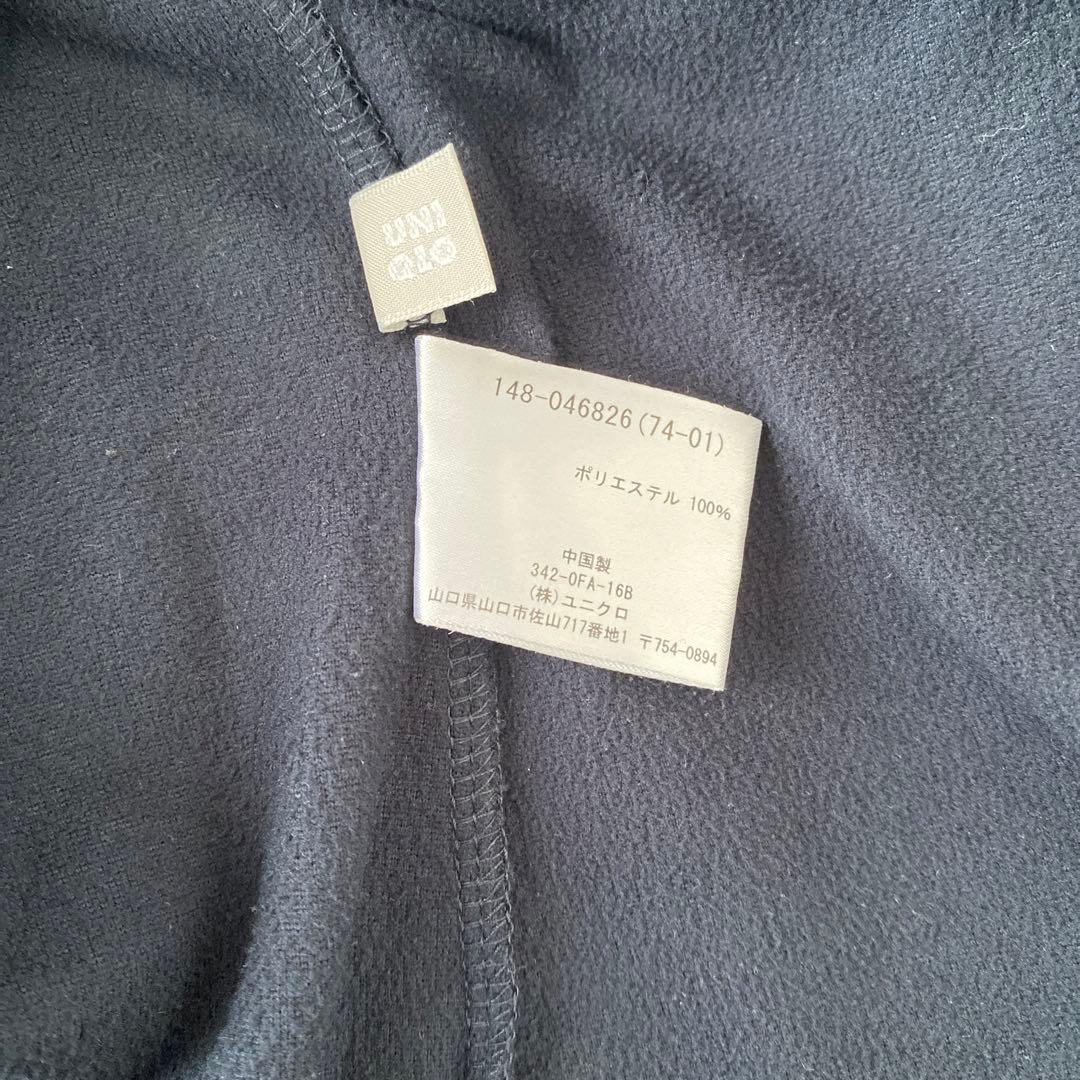 UNI
QLO
148-046826(74-01)
ポリエステル 100%
中国製
342-0FA-16B
(株)ユニクロ
山口県山口市佐山717番地1 〒754-0894